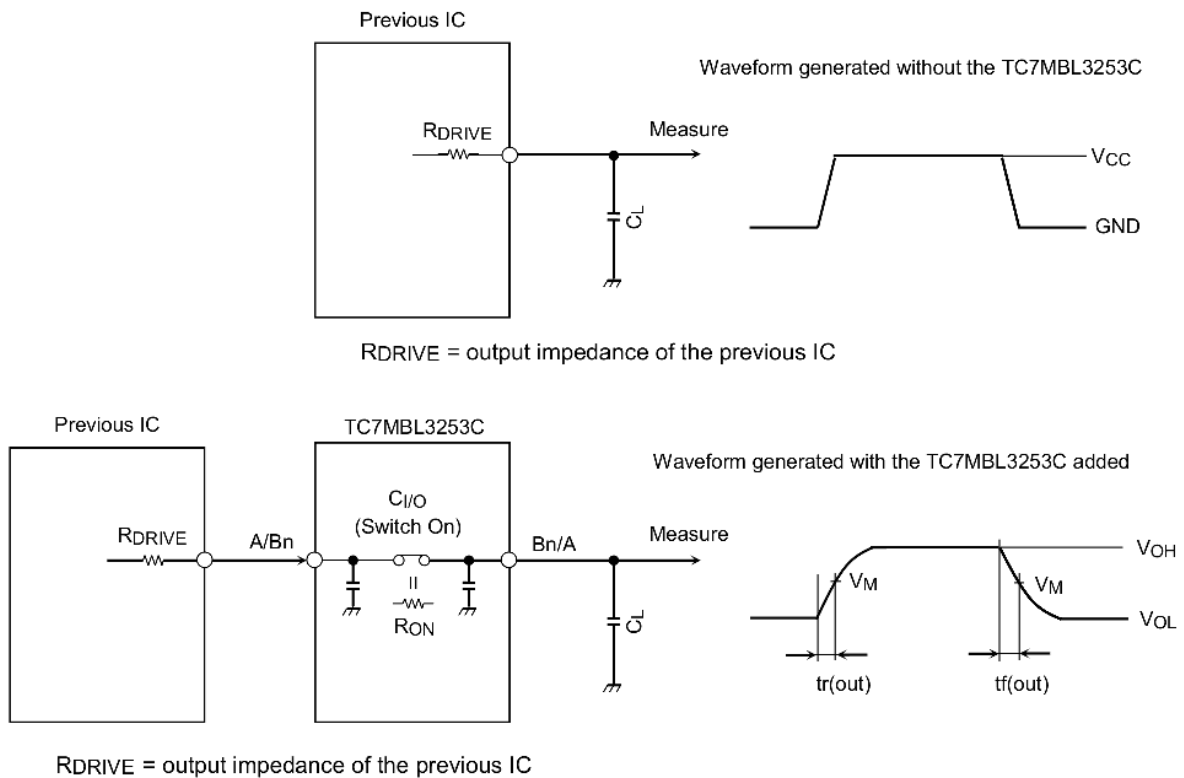 Previous IC
Waveform generated without the TC7MBL3253C
RDRIVE
Measure
VCC
CL
GND
RDRIVE = output impedance of the previous IC
Previous IC
TC7MBL3253C
Waveform generated with the TC7MBL3253C added
CI/O
(Switch On)
RDRIVE
A/Bn
Bn/A
Measure
VOH
VM
VM
RON
CL
VOL
tr(out)
tf(out)
RDRIVE = output impedance of the previous IC